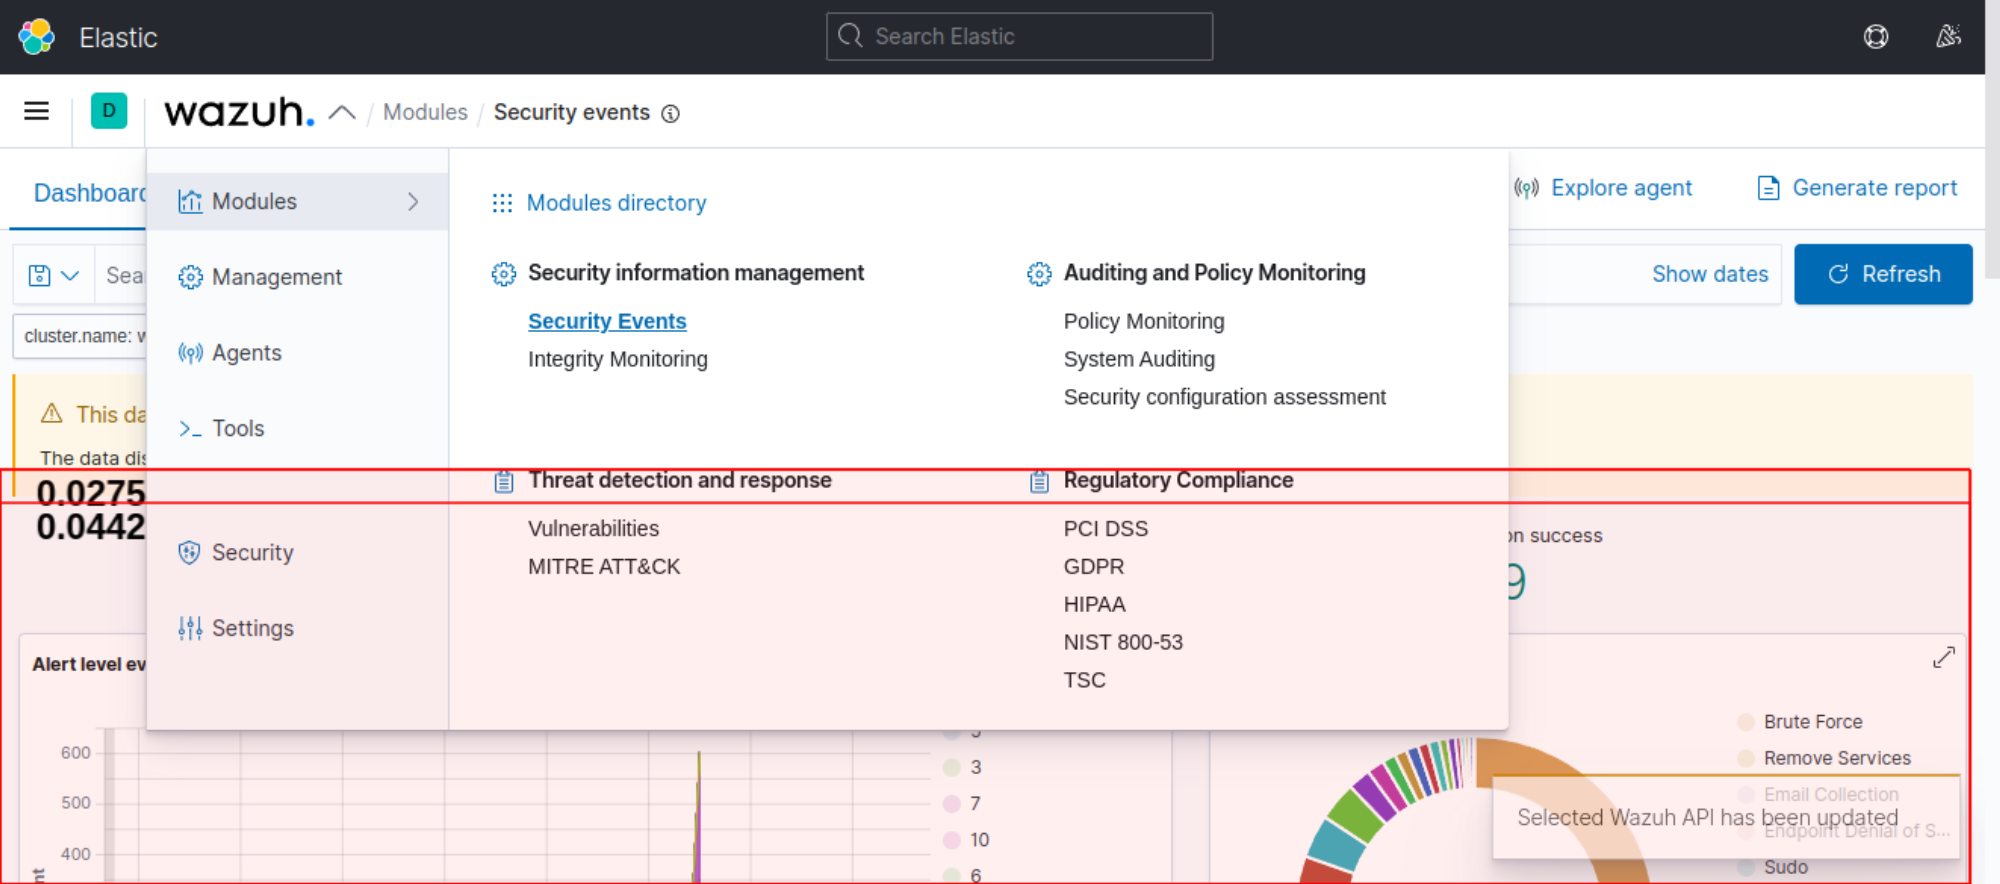 Elastic
Search Elastic
D
wazuh. / Modules / Security events
Dashboard
Modules
Modules directory
Explore agent
Generate report
Management
Security information management
Auditing and Policy Monitoring
Sea
Show dates
Refresh
Security Events
Policy Monitoring
cluster.name: w
Agents
Integrity Monitoring
System Auditing
Security configuration assessment
This da
Tools
The data dis
Threat detection and response
Regulatory Compliance
0.0275
0.0442
Vulnerabilities
PCI DSS
on success
Security
MITRE ATT&CK
GDPR
9
HIPAA
Settings
NIST 800-53
Alert level ev
TSC
Brute Force
600
Remove Services
3
Email Collection
500
7
Selected Wazuh API has been updated
Endpoint Denial of S...
400
10
Sudo
6
nt